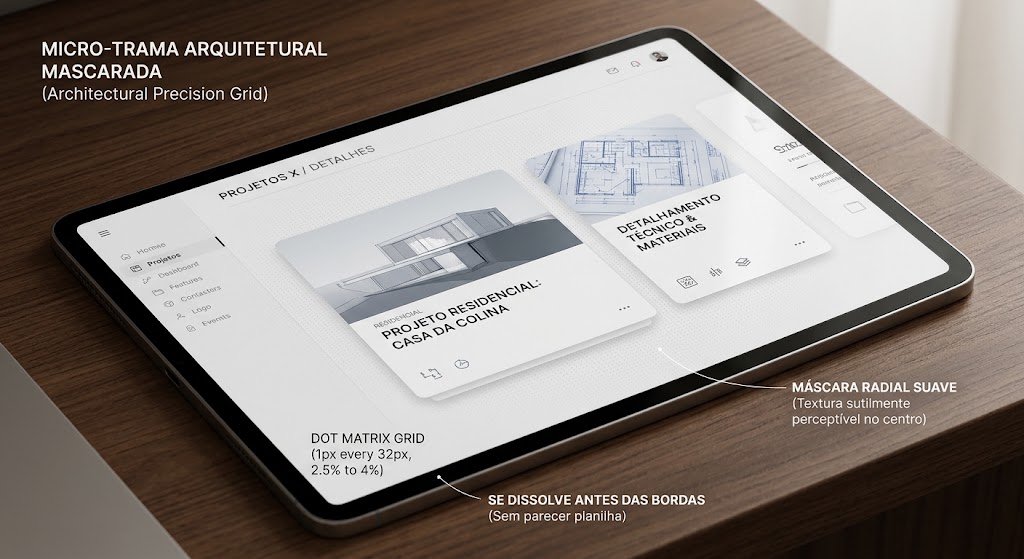 MICRO-TRAMA ARQUITETURAL
MASCARADA
(Architectural Precision Grid)
PROJETOS X / DETALHES
Projetos
Dashboard
Features
Contacters
Logo
Events
RESIDENCIAL
PROJETO RESIDENCIAL:
CASA DA COLINA
DETALHAMENTO
TÉCNICO &
MATERIAIS
MÁSCARA RADIAL SUAVE
(Textura sutilmente
perceptível no centro)
DOT MATRIX GRID
(1px every 32px,
2.5% to 4%)
SE DISSOLVE ANTES DAS BORDAS
(Sem parecer planilha)